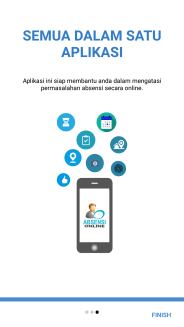 SEMUA DALAM SATU
APLIKASI
Aplikasi ini siap membantu anda dalam mengatasi
permasalahan absensi secara online.
ABSENSI
ONLINE
FINISH